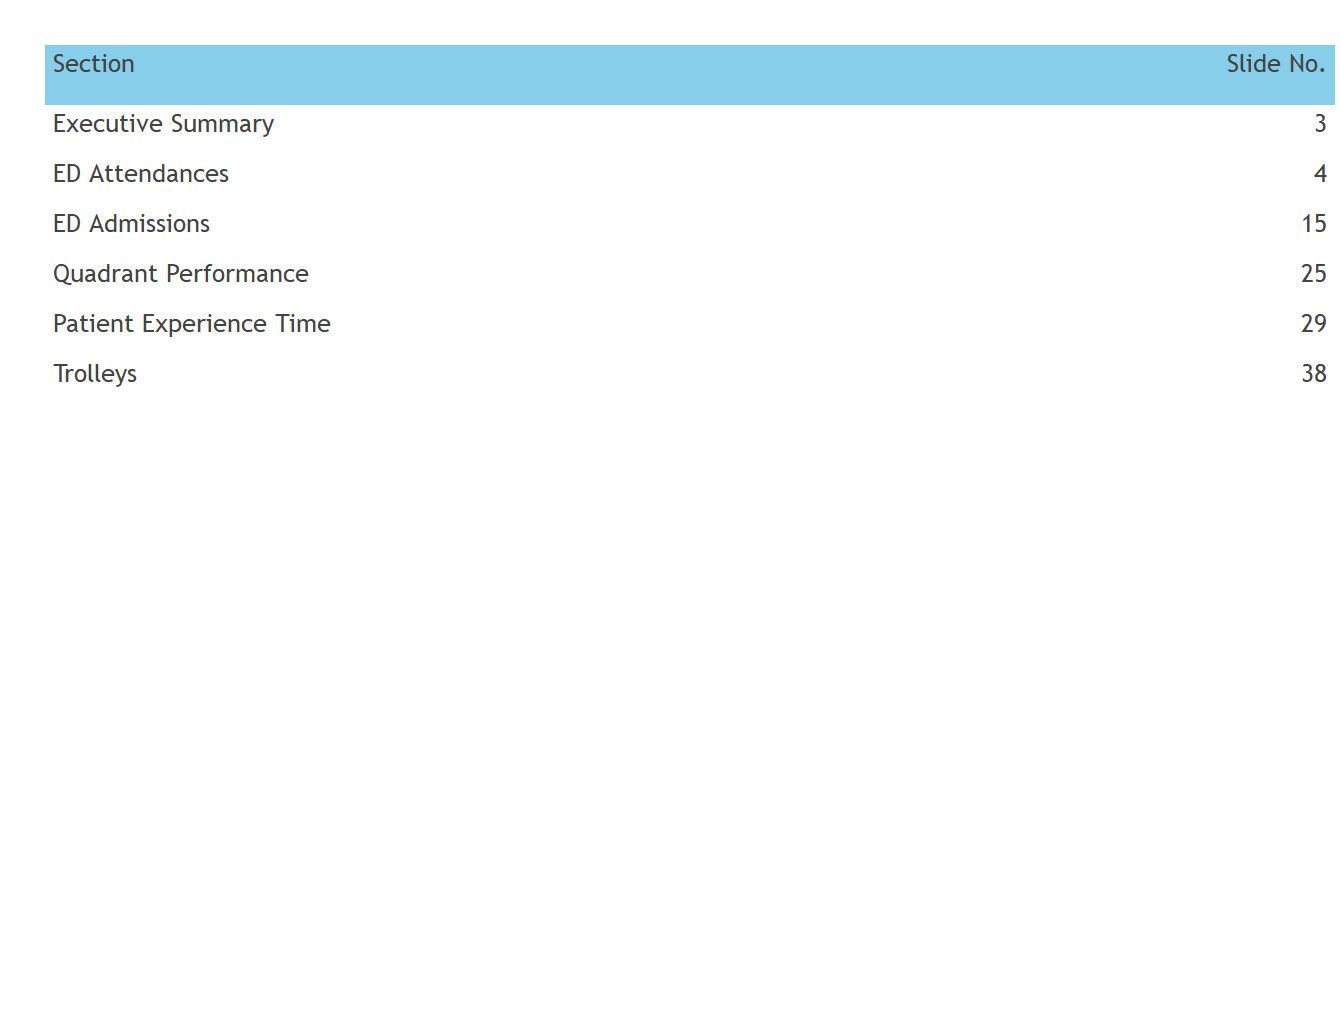 Section Slide No.
Executive Summary 3
ED Attendances 4
ED Admissions 15
Quadrant Performance 25
Patient Experience Time 29
Trolleys 38